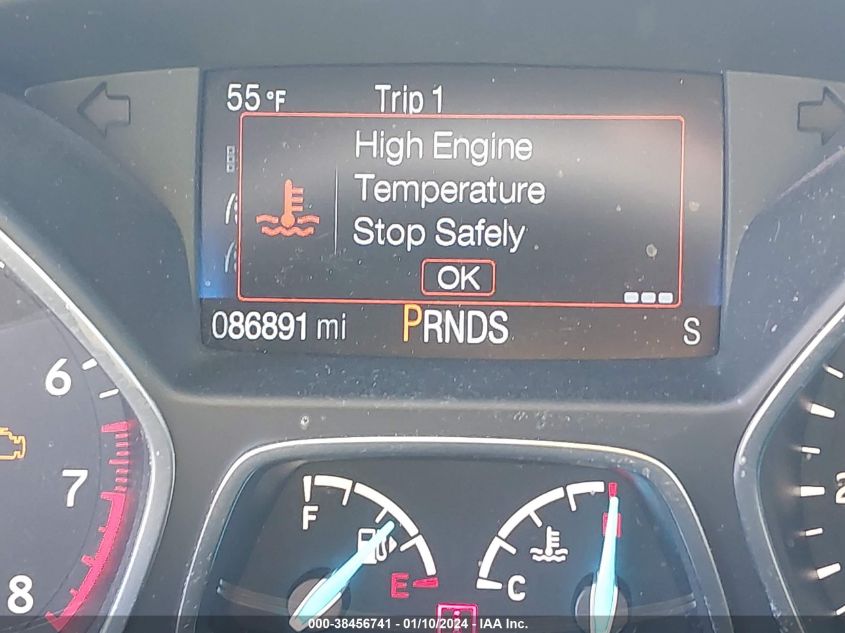 55 °F Trip 1
High Engine
Temperature
Stop Safely
OK
086891 mi PRNDS S
6
7
8
F
E
C
H
2
000-38456741 - 01/10/2024 - IAA Inc.